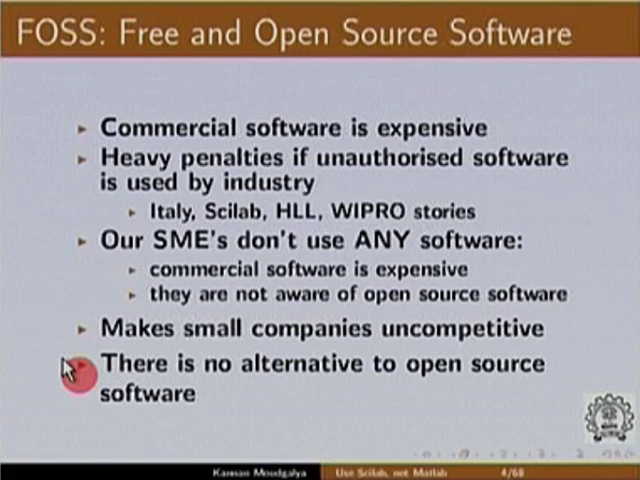 FOSS: Free and Open Source Software
Commercial software is expensive
Heavy penalties if unauthorised software
is used by industry
Italy, Scilab, HLL, WIPRO stories
Our SME's don't use ANY software:
commercial software is expensive
they are not aware of open source software
Makes small companies uncompetitive
There is no alternative to open source
software
Kannan Moudgalya Use Scilab, not Matlab 4/68